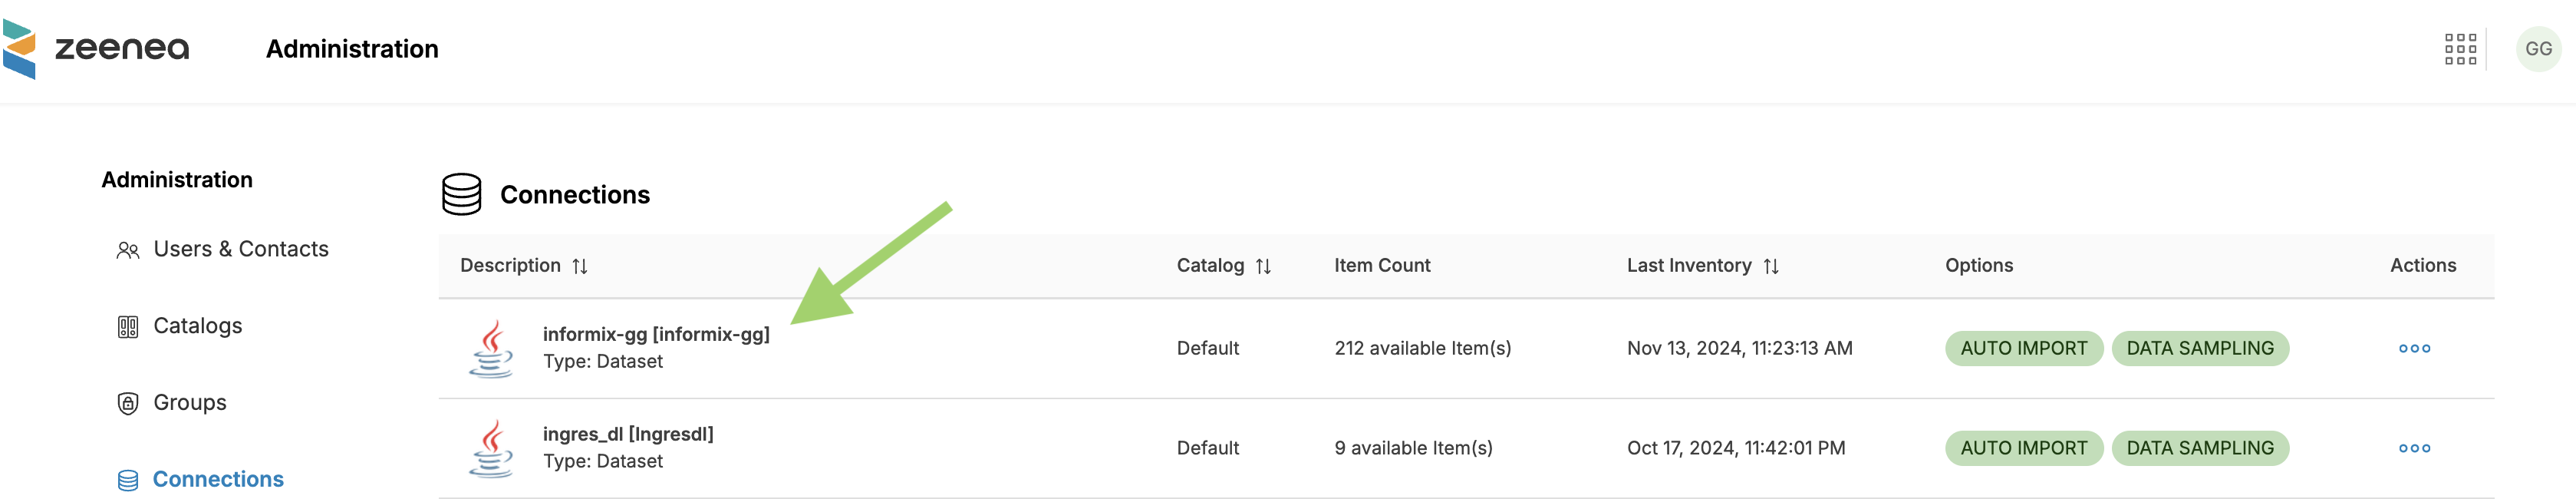 zeenea
Administration
GG
Administration
Users & Contacts
Catalogs
Groups
Connections
Connections
Description Catalog Item Count Last Inventory Options Actions
informix-gg [informix-gg]
Type: Dataset
Default 212 available Item(s) Nov 13, 2024, 11:23:13 AM AUTO IMPORT DATA SAMPLING
ingres_dl [Ingresdl]
Type: Dataset
Default 9 available Item(s) Oct 17, 2024, 11:42:01 PM AUTO IMPORT DATA SAMPLING